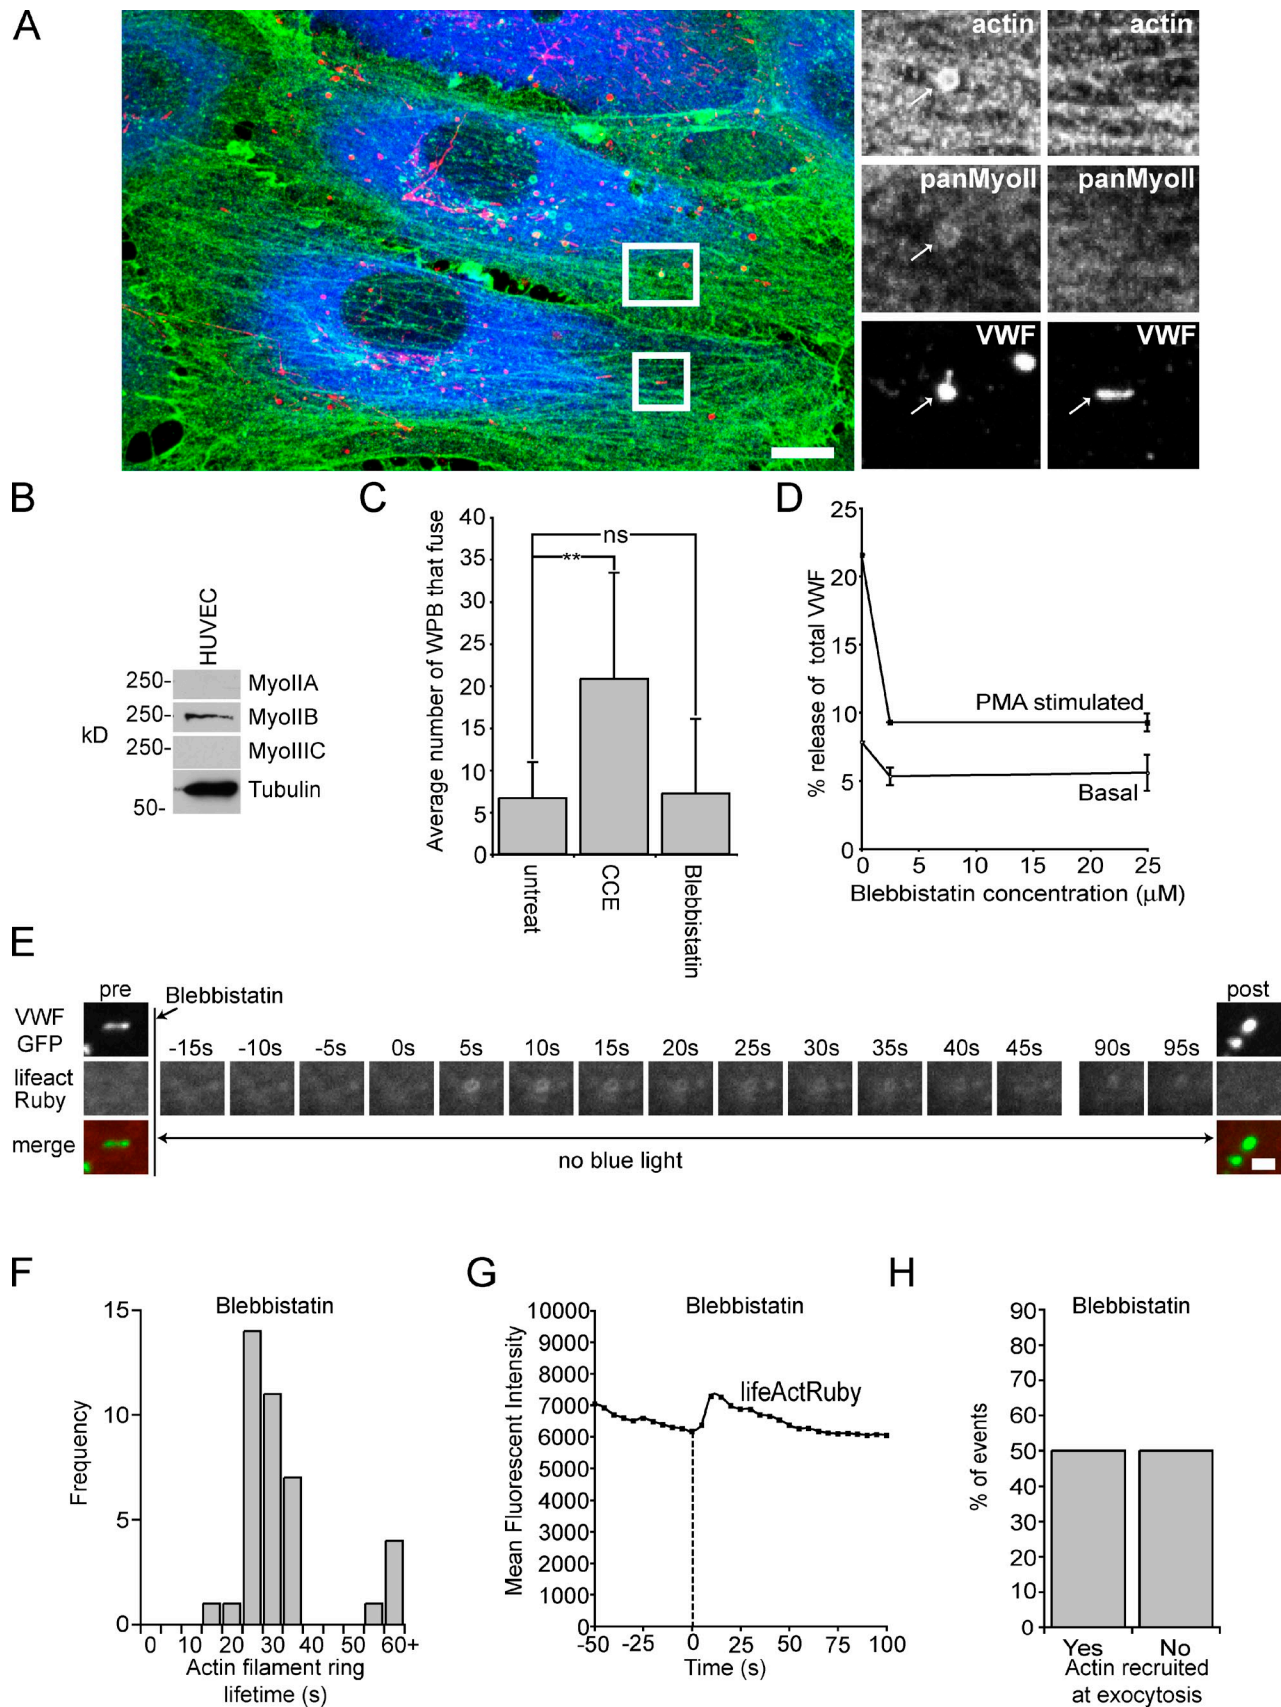 A
actin
actin
panMyoII
panMyoII
VWF
VWF
B
HUVEC
kD
250-
MyoIIA
250-
MyoIIB
250-
MyoIIIC
Tubulin
50-
C
Average number of WPB that fuse
40
35
30
25
20
15
10
5
0
ns
**
untreat
CCE
Blebbistatin
D
% release of total VWF
25
20
15
10
5
0
PMA stimulated
Basal
0 5 10 15 20 25
Blebbistatin concentration (µM)
E
pre
Blebbistatin
post
VWF
GFP
-15s -10s -5s 0s 5s 10s 15s 20s 25s 30s 35s 40s 45s 90s 95s
lifeact
Ruby
merge
no blue light
F
Blebbistatin
Frequency
15
10
5
0
0 10 20 30 40 50 60+
Actin filament ring
lifetime (s)
G
Blebbistatin
Mean Fluorescent Intensity
10000
9000
8000
7000
6000
5000
4000
3000
2000
1000
0
lifeActRuby
-50 -25 0 25 50 75 100
Time (s)
H
Blebbistatin
% of events
90
80
70
60
50
40
30
20
10
0
Yes No
Actin recruited
at exocytosis